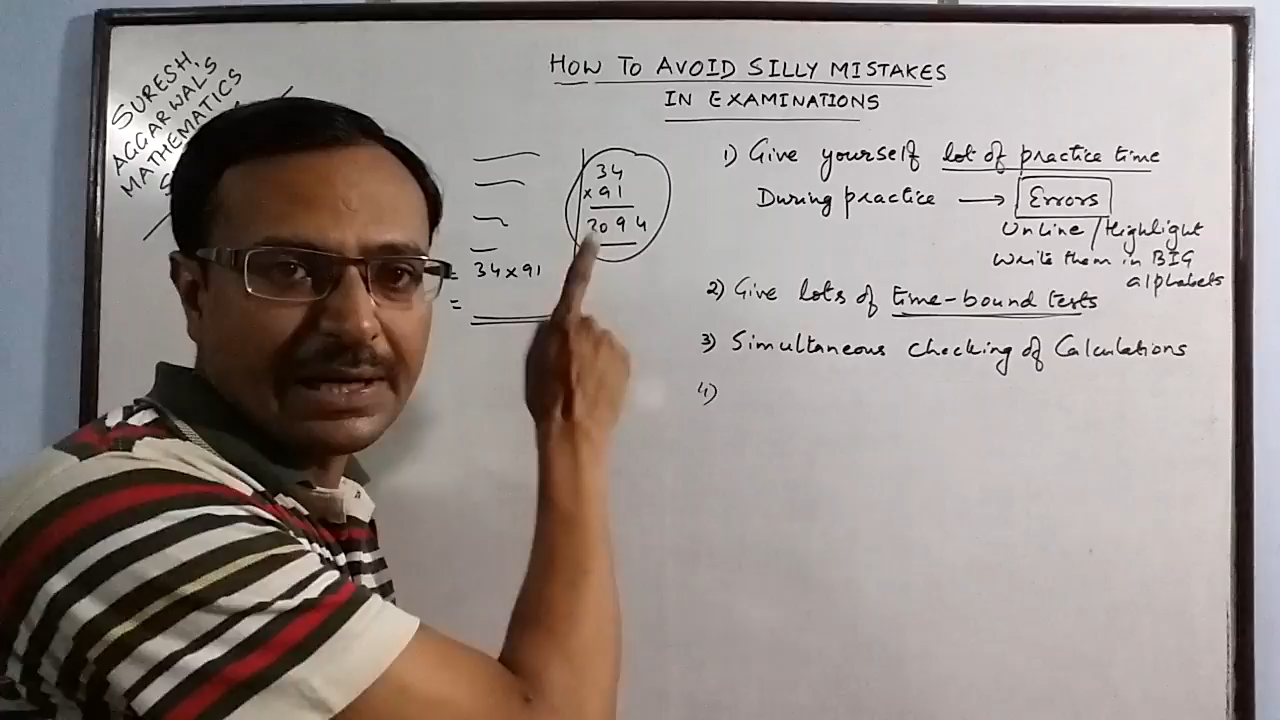 SURESH
AGGARWAL'S
MATHEMATICS
HOW TO AVOID SILLY MISTAKES
IN EXAMINATIONS
34
×91
3094
= 34×91
=
1) Give yourself lot of practice time
During practice → Errors
UnLine/Highlight
Write them in BIG
alphabets
2) Give lots of time-bound tests
3) Simultaneous checking of Calculations
4)